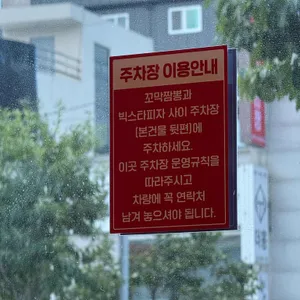 주차장 이용안내
꼬막짬뽕과
빅스타피자 사이 주차장
[본건물 뒷편]에
주차하세요.
이곳 주차장 운영규칙을
따라주시고
차량에 꼭 연락처
남겨 놓으셔야 됩니다.